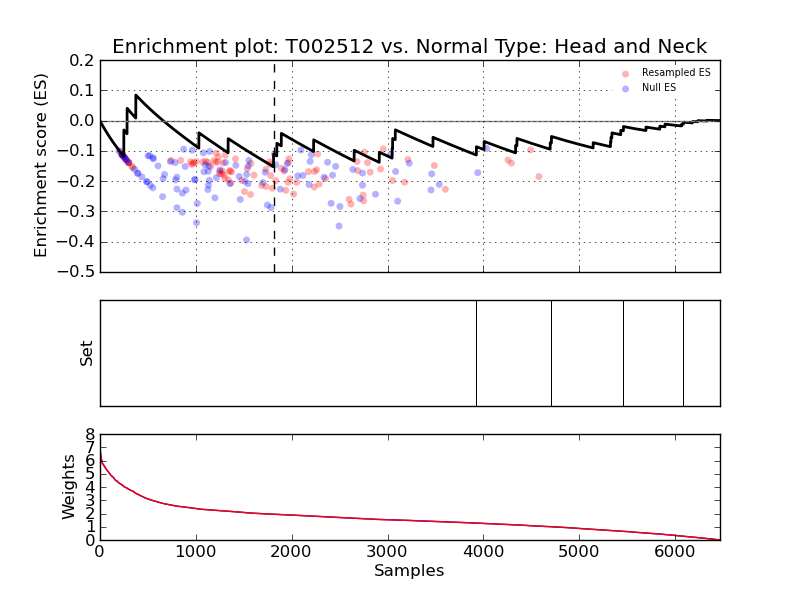 Enrichment plot: T002512 vs. Normal Type: Head and Neck
Enrichment score (ES)
0.2
0.1
0.0
−0.1
−0.2
−0.3
−0.4
−0.5
Resampled ES
Null ES
Set
Weights
8
7
6
5
4
3
2
1
0
0 1000 2000 3000 4000 5000 6000
Samples